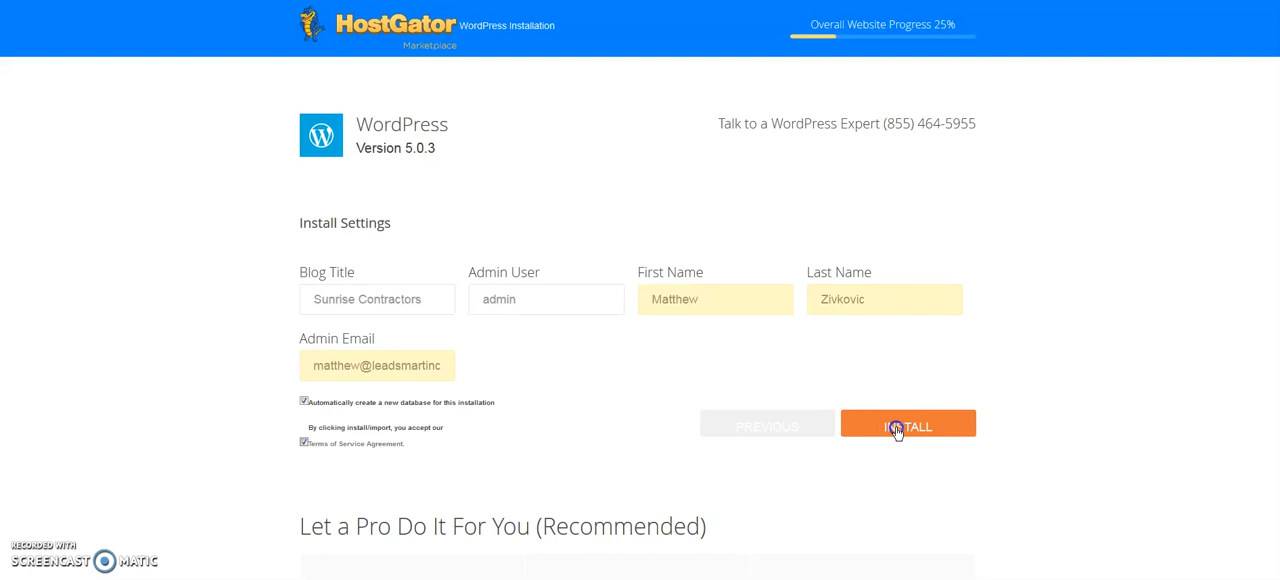 HostGator WordPress Installation
Marketplace
Overall Website Progress 25%
WordPress
Version 5.0.3
Talk to a WordPress Expert (855) 464-5955
Install Settings
Blog Title Admin User First Name Last Name
Sunrise Contractors admin Matthew Zivkovic
Admin Email
matthew@leadsmartinc
Automatically create a new database for this installation
By clicking install/import, you accept our
Terms of Service Agreement.
PREVIOUS INSTALL
Let a Pro Do It For You (Recommended)
RECORDED WITH
SCREENCAST MATIC